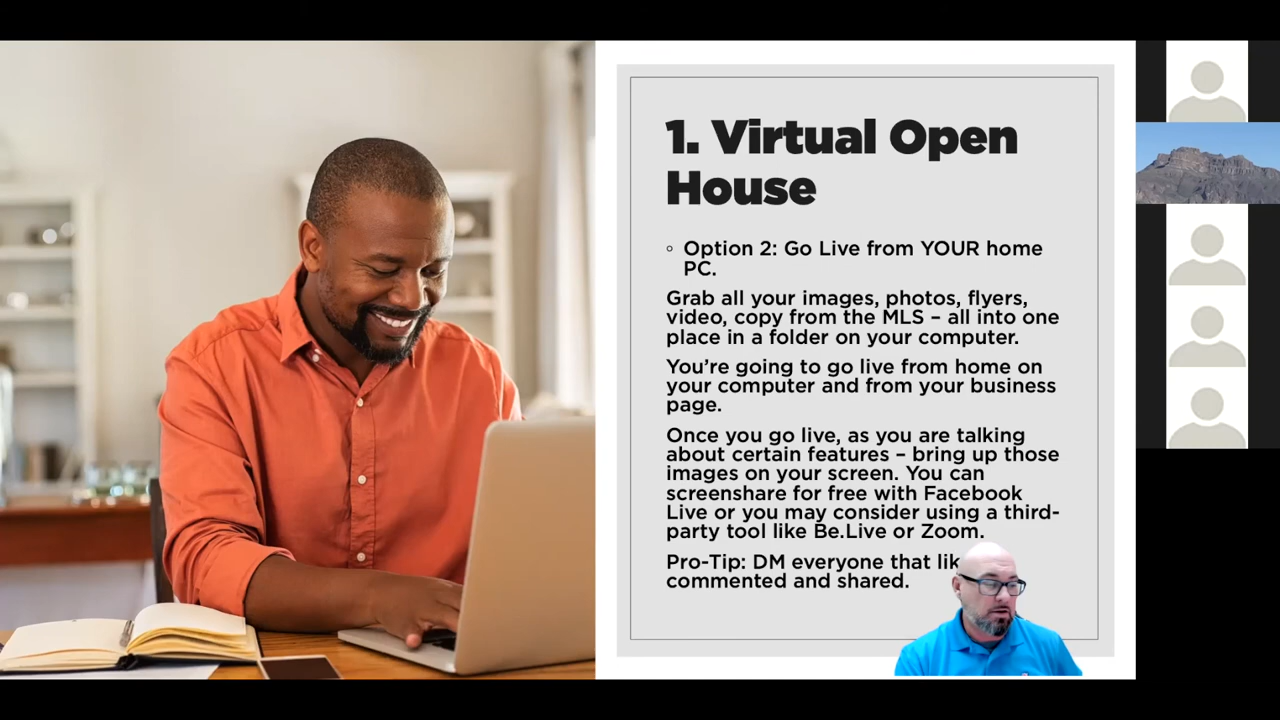 1. Virtual Open
House
◦ Option 2: Go Live from YOUR home
PC.
Grab all your images, photos, flyers,
video, copy from the MLS – all into one
place in a folder on your computer.
You’re going to go live from home on
your computer and from your business
page.
Once you go live, as you are talking
about certain features – bring up those
images on your screen. You can
screenshare for free with Facebook
Live or you may consider using a third-
party tool like Be.Live or Zoom.
Pro-Tip: DM everyone that
commented and shared.